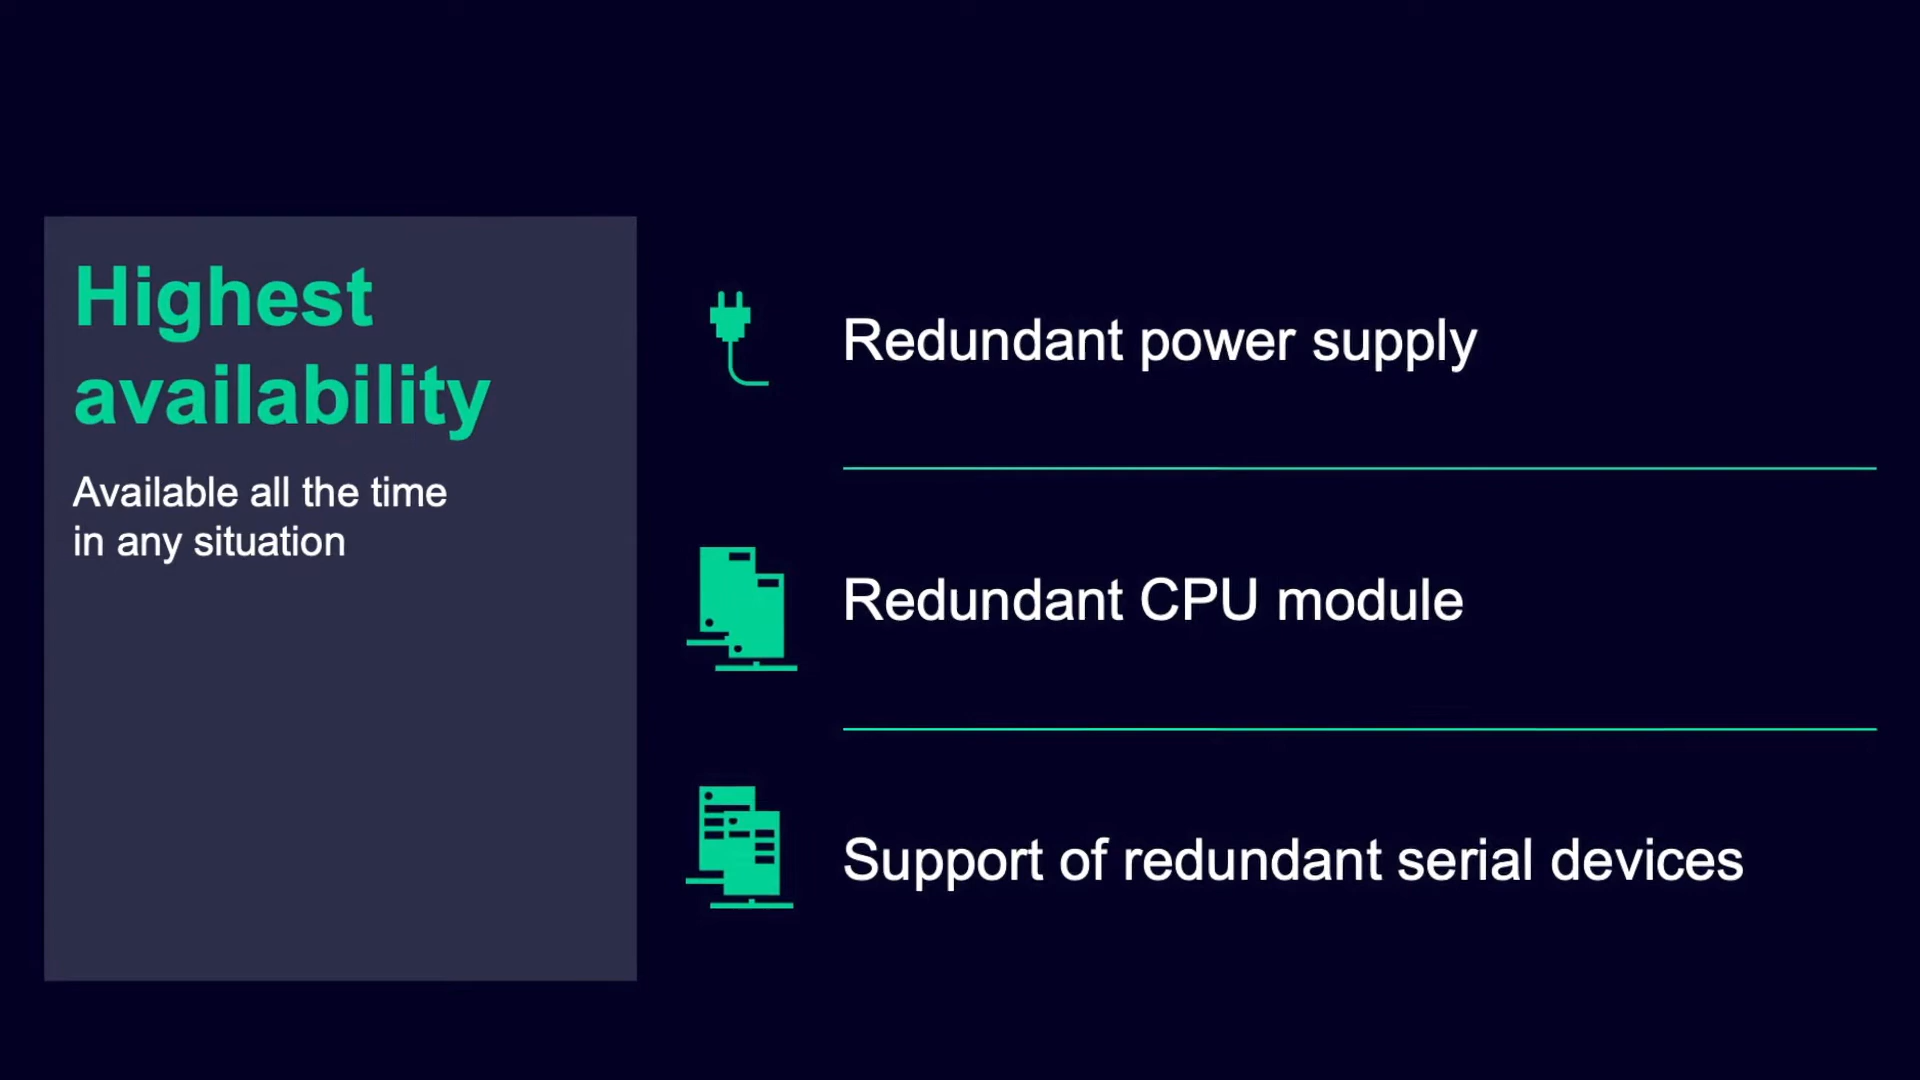 Highest
availability
Available all the time
in any situation
Redundant power supply
Redundant CPU module
Support of redundant serial devices